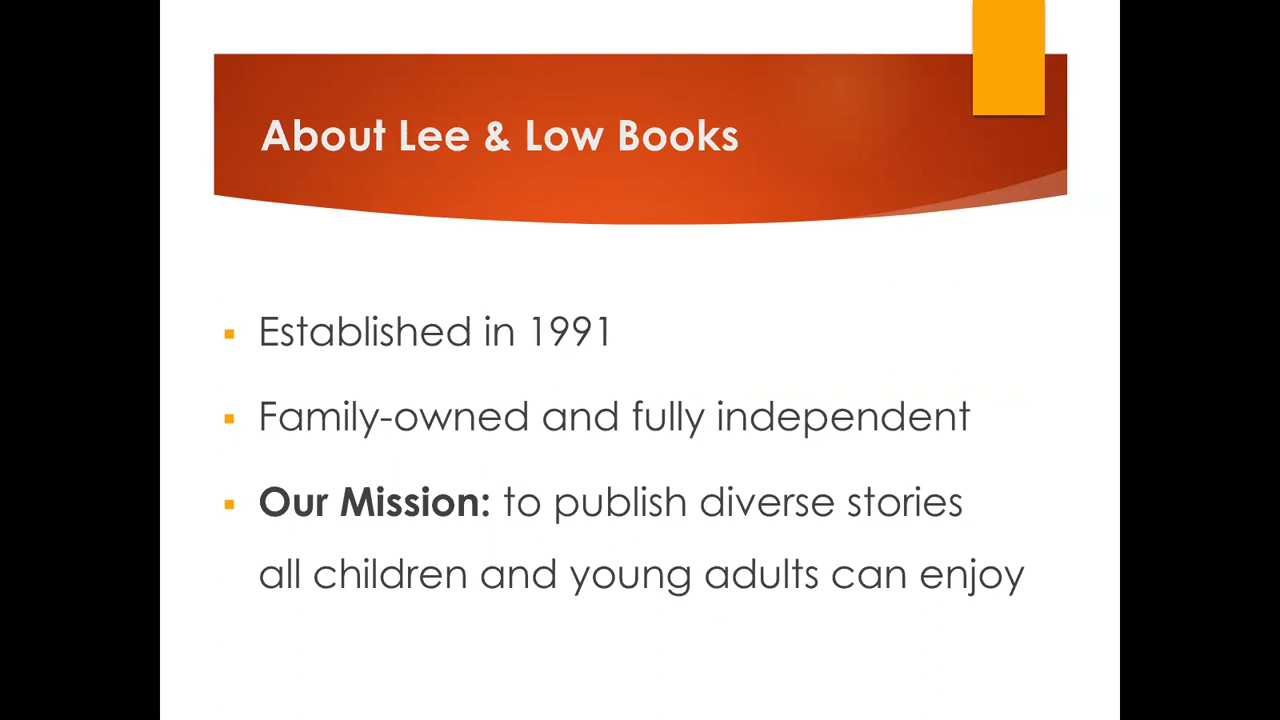 About Lee & Low Books
Established in 1991
Family-owned and fully independent
Our Mission: to publish diverse stories
all children and young adults can enjoy